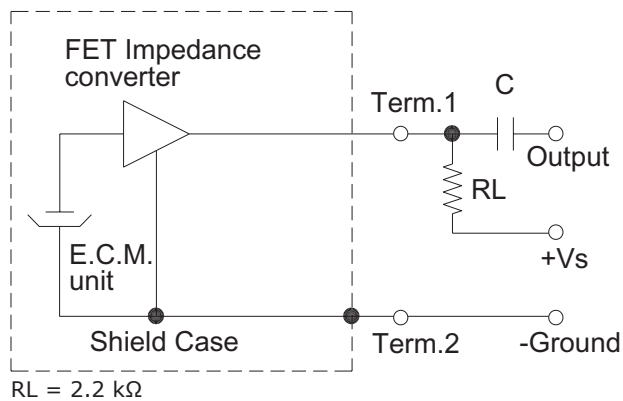 FET Impedance
converter
Term.1
C
Output
RL
+Vs
E.C.M.
unit
Shield Case
Term.2
-Ground
RL = 2.2 kΩ